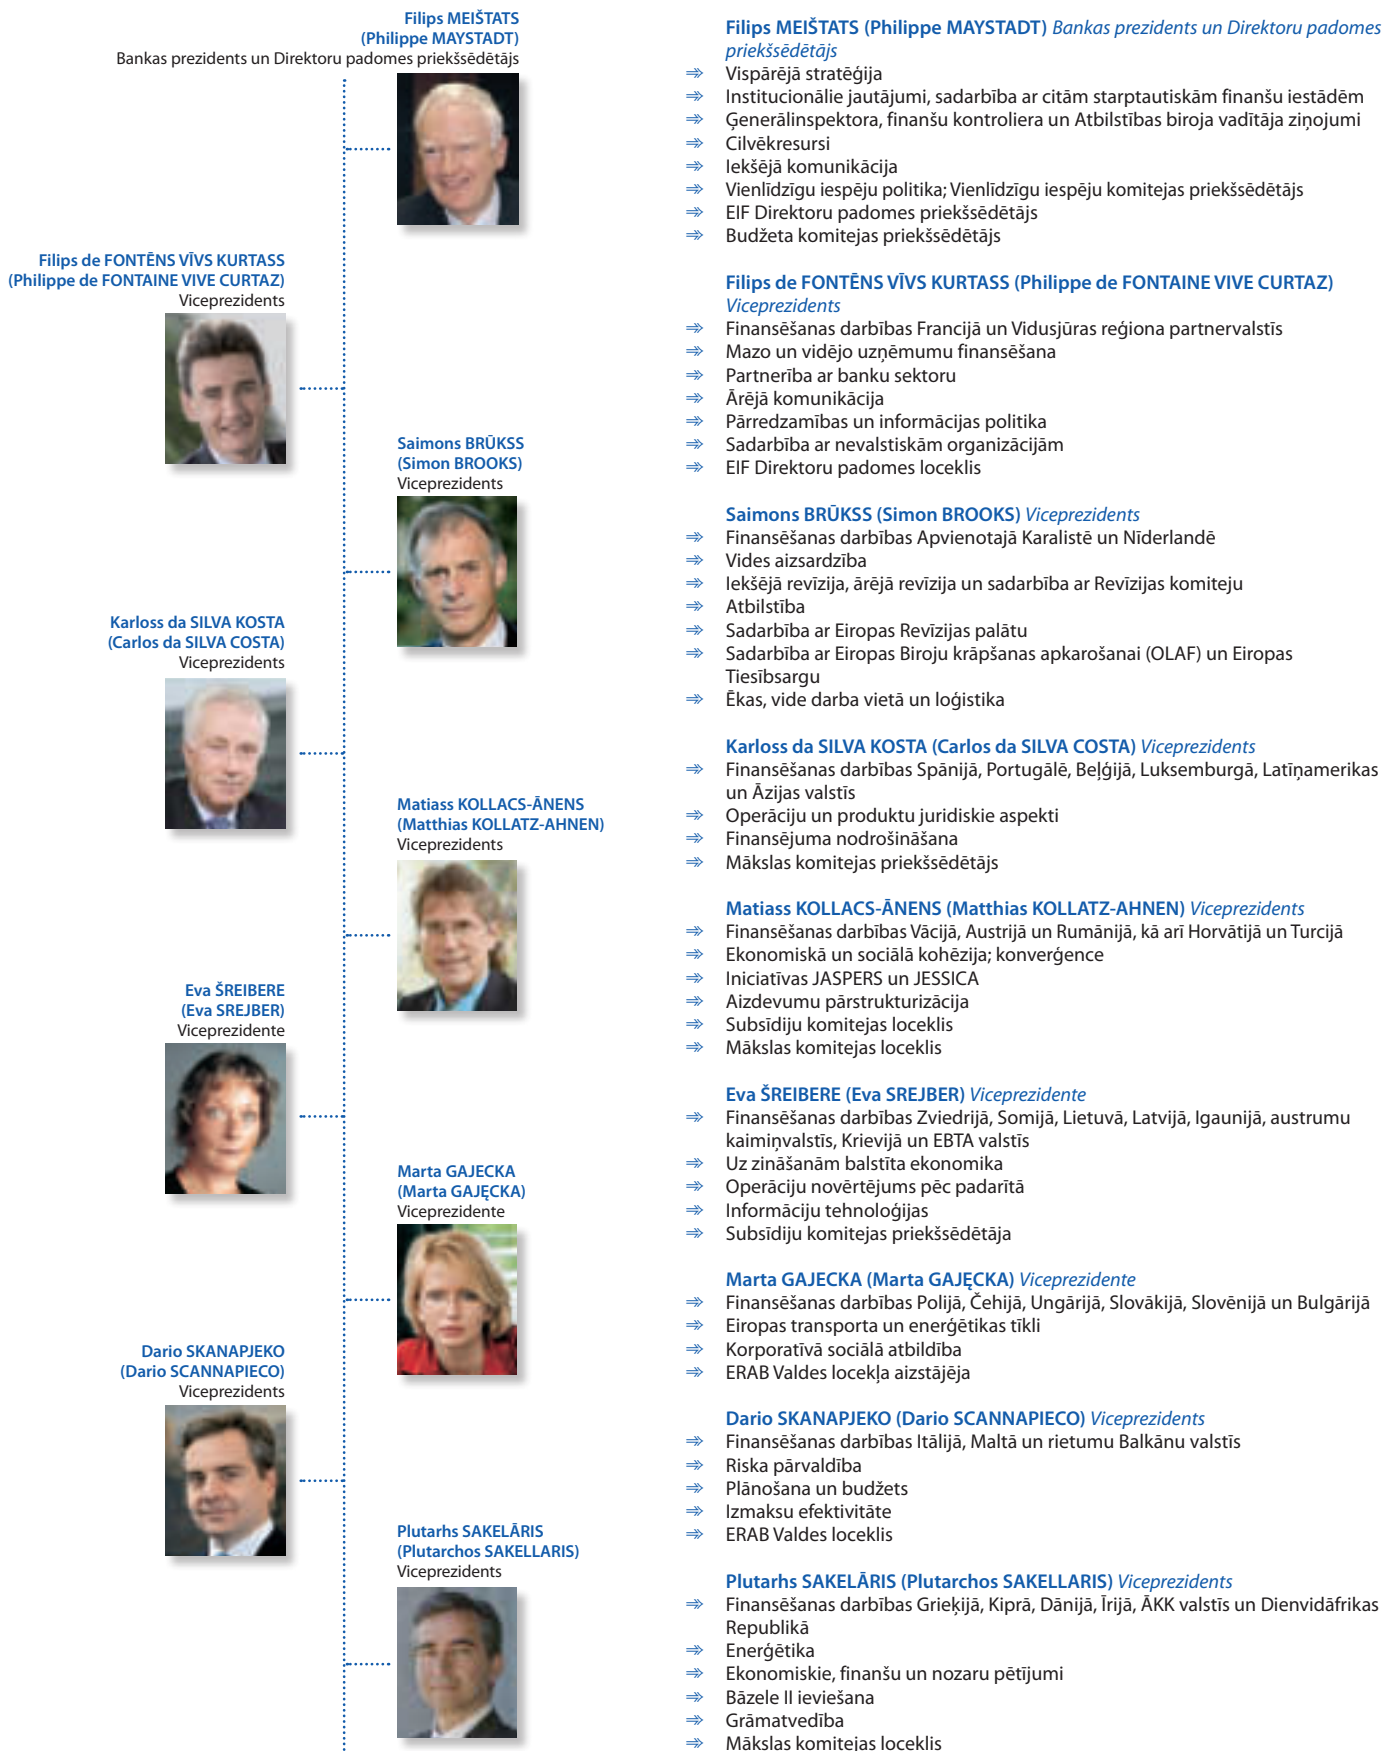 Filips MEIŠTATS
(Philippe MAYSTADT)
Bankas prezidents un Direktoru padomes priekšsēdētājs
Filips de FONTĒNS VĪVS KURTASS
(Philippe de FONTAINE VIVE CURTAZ)
Viceprezidents
Saimons BRŪKSS
(Simon BROOKS)
Viceprezidents
Karloss da SILVA KOSTA
(Carlos da SILVA COSTA)
Viceprezidents
Matiass KOLLACS-ĀNENS
(Matthias KOLLATZ-AHNEN)
Viceprezidents
Eva ŠREIBERE
(Eva SREJBER)
Viceprezidente
Marta GAJECKA
(Marta GAJĘCKA)
Viceprezidente
Dario SKANAPJEKO
(Dario SCANNAPIECO)
Viceprezidents
Plutarhs SAKELĀRIS
(Plutarchos SAKELLARIS)
Viceprezidents
Filips MEIŠTATS (Philippe MAYSTADT) Bankas prezidents un Direktoru padomes
priekšsēdētājs
⇒ Vispārējā stratēģija
⇒ Institucionālie jautājumi, sadarbība ar citām starptautiskām finanšu iestādēm
⇒ Ģenerālinspektora, finanšu kontroliera un Atbilstības biroja vadītāja ziņojumi
⇒ Cilvēkresursi
⇒ Iekšējā komunikācija
⇒ Vienlīdzīgu iespēju politika; Vienlīdzīgu iespēju komitejas priekšsēdētājs
⇒ EIF Direktoru padomes priekšsēdētājs
⇒ Budžeta komitejas priekšsēdētājs
Filips de FONTĒNS VĪVS KURTASS (Philippe de FONTAINE VIVE CURTAZ)
Viceprezidents
⇒ Finansēšanas darbības Francijā un Vidusjūras reģiona partnervalstīs
⇒ Mazo un vidējo uzņēmumu finansēšana
⇒ Partnerība ar banku sektoru
⇒ Ārējā komunikācija
⇒ Pārredzamības un informācijas politika
⇒ Sadarbība ar nevalstiskām organizācijām
⇒ EIF Direktoru padomes loceklis
Saimons BRŪKSS (Simon BROOKS) Viceprezidents
⇒ Finansēšanas darbības Apvienotajā Karalistē un Nīderlandē
⇒ Vides aizsardzība
⇒ Iekšējā revīzija, ārējā revīzija un sadarbība ar Revīzijas komiteju
⇒ Atbilstība
⇒ Sadarbība ar Eiropas Revīzijas palātu
⇒ Sadarbība ar Eiropas Biroju krāpšanas apkarošanai (OLAF) un Eiropas
Tiesībsargu
⇒ Ēkas, vide darba vietā un loģistika
Karloss da SILVA KOSTA (Carlos da SILVA COSTA) Viceprezidents
⇒ Finansēšanas darbības Spānijā, Portugālē, Beļģijā, Luksemburgā, Latīņamerikas
un Āzijas valstīs
⇒ Operāciju un produktu juridiskie aspekti
⇒ Finansējuma nodrošināšana
⇒ Mākslas komitejas priekšsēdētājs
Matiass KOLLACS-ĀNENS (Matthias KOLLATZ-AHNEN) Viceprezidents
⇒ Finansēšanas darbības Vācijā, Austrijā un Rumānijā, kā arī Horvātijā un Turcijā
⇒ Ekonomiskā un sociālā kohēzija; konverģence
⇒ Iniciatīvas JASPERS un JESSICA
⇒ Aizdevumu pārstrukturizācija
⇒ Subsīdiju komitejas loceklis
⇒ Mākslas komitejas loceklis
Eva ŠREIBERE (Eva SREJBER) Viceprezidente
⇒ Finansēšanas darbības Zviedrijā, Somijā, Lietuvā, Latvijā, Igaunijā, austrumu
kaimiņvalstīs, Krievijā un EBTA valstīs
⇒ Uz zināšanām balstīta ekonomika
⇒ Operāciju novērtējums pēc padarītā
⇒ Informāciju tehnoloģijas
⇒ Subsīdiju komitejas priekšsēdētāja
Marta GAJECKA (Marta GAJĘCKA) Viceprezidente
⇒ Finansēšanas darbības Polijā, Čehijā, Ungārijā, Slovākijā, Slovēnijā un Bulgārijā
⇒ Eiropas transporta un enerģētikas tīkli
⇒ Korporatīvā sociālā atbildība
⇒ ERAB Valdes locekļa aizstājēja
Dario SKANAPJEKO (Dario SCANNAPIECO) Viceprezidents
⇒ Finansēšanas darbības Itālijā, Maltā un rietumu Balkānu valstīs
⇒ Riska pārvaldība
⇒ Plānošana un budžets
⇒ Izmaksu efektivitāte
⇒ ERAB Valdes loceklis
Plutarhs SAKELĀRIS (Plutarchos SAKELLARIS) Viceprezidents
⇒ Finansēšanas darbības Grieķijā, Kiprā, Dānijā, Īrijā, ĀKK valstīs un Dienvidāfrikas
Republikā
⇒ Enerģētika
⇒ Ekonomiskie, finanšu un nozaru pētījumi
⇒ Bāzele II ieviešana
⇒ Grāmatvedība
⇒ Mākslas komitejas loceklis